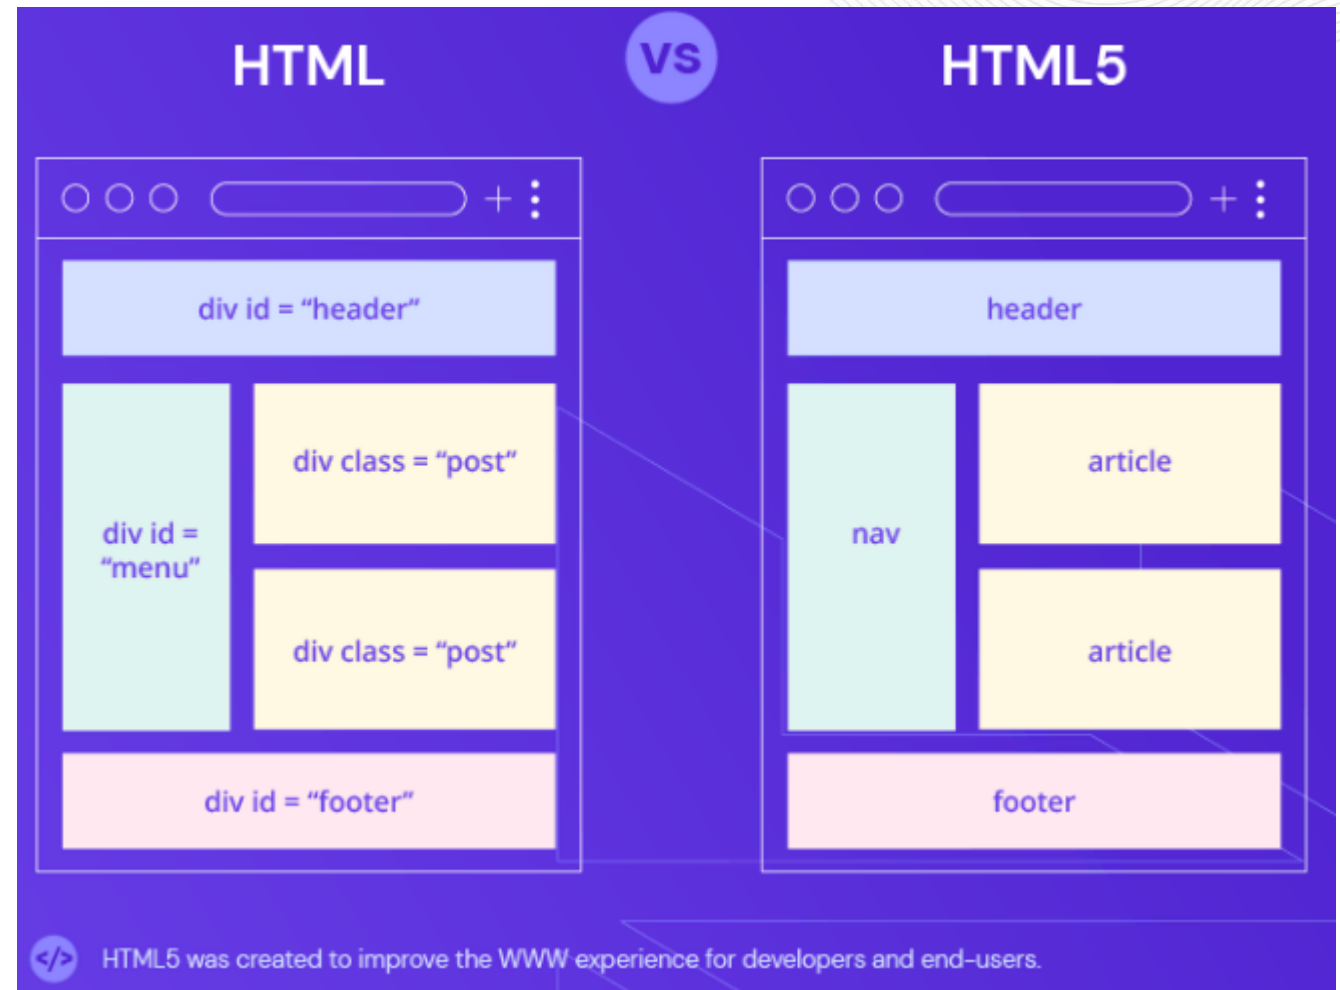 HTML
VS
HTML5
div id = “header”
div id =
“menu”
div class = “post”
div class = “post”
div id = “footer”
header
nav
article
article
footer
</>
HTML5 was created to improve the WWW experience for developers and end-users.